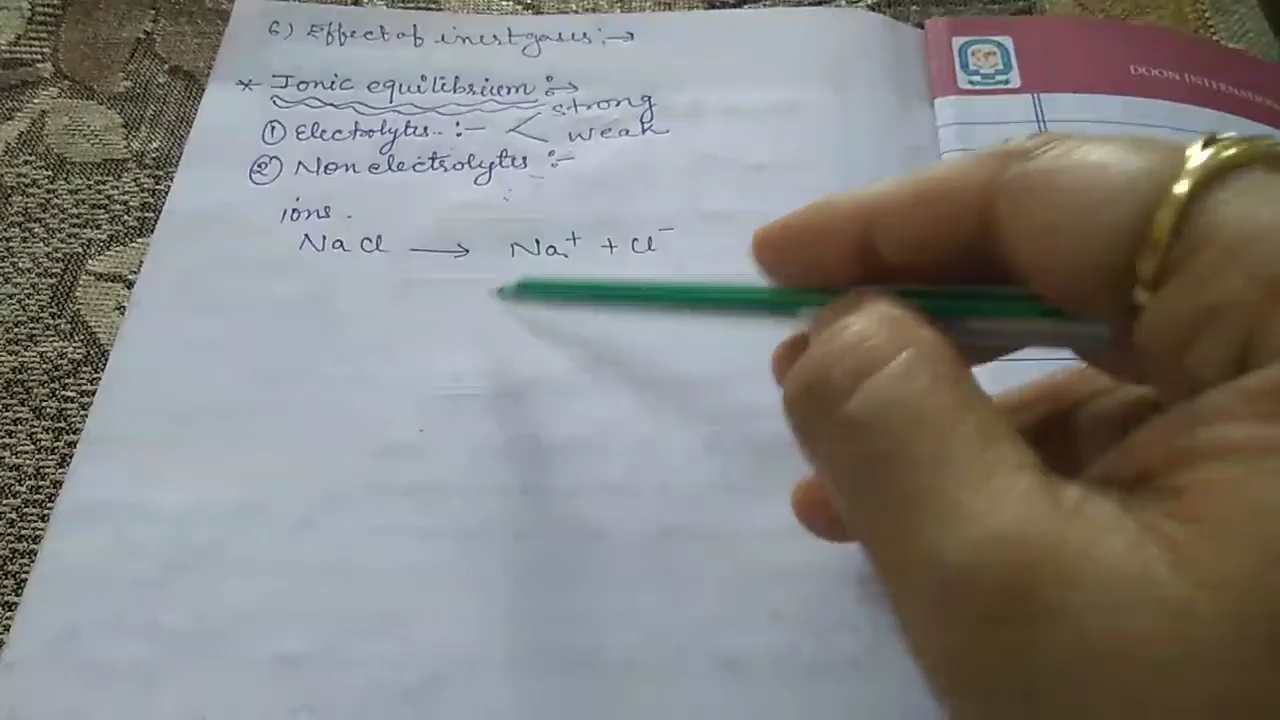 6) Effect of inert gases :→
* Ionic equilibrium :→
① Electrolytes.. :- < strong
weak
② Non electrolytes :-
ions.
NaCl → Na⁺ + Cl⁻
DOON INTERNATIO